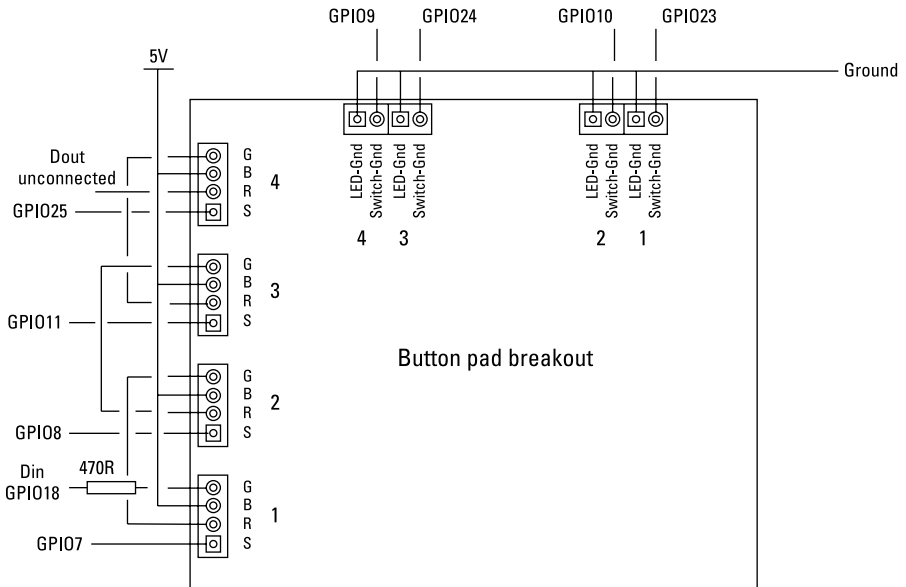 GPIO9 GPIO24 GPIO10 GPIO23
5V
Ground
Dout
unconnected
GPIO25
G
B
R
S
4
LED-Gnd
Switch-Gnd
LED-Gnd
Switch-Gnd
4 3
LED-Gnd
Switch-Gnd
LED-Gnd
Switch-Gnd
2 1
GPIO11
G
B
R
S
3
Button pad breakout
GPIO8
G
B
R
S
2
Din
GPIO18
470R
GPIO7
G
B
R
S
1